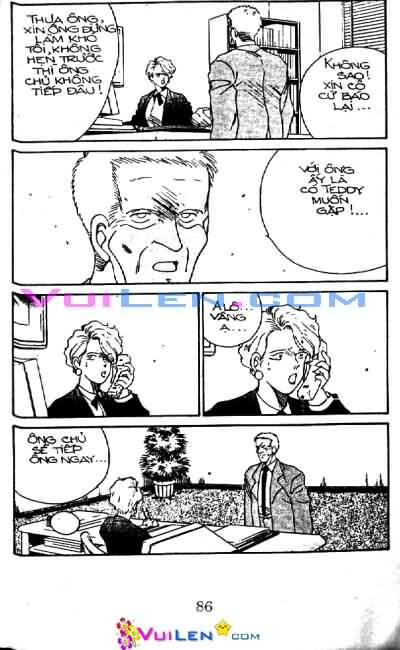 THƯA ÔNG,
XIN ÔNG ĐỪNG
LÀM KHÓ
TÔI, KHÔNG
HẸN TRƯỚC
THÌ ÔNG
CHỦ KHÔNG
TIẾP ĐÂU!
KHÔNG
SAO!
XIN CÔ
CỨ BÁO
LẠI...
VỚI ÔNG
ẤY LÀ
CÓ TEDDY
MUỐN
GẶP!...
VUILEN.COM
ALÔ...
VÂNG
Ạ...
ÔNG CHỦ
SẼ TIẾP
ÔNG NGAY...
86
VUILEN.COM